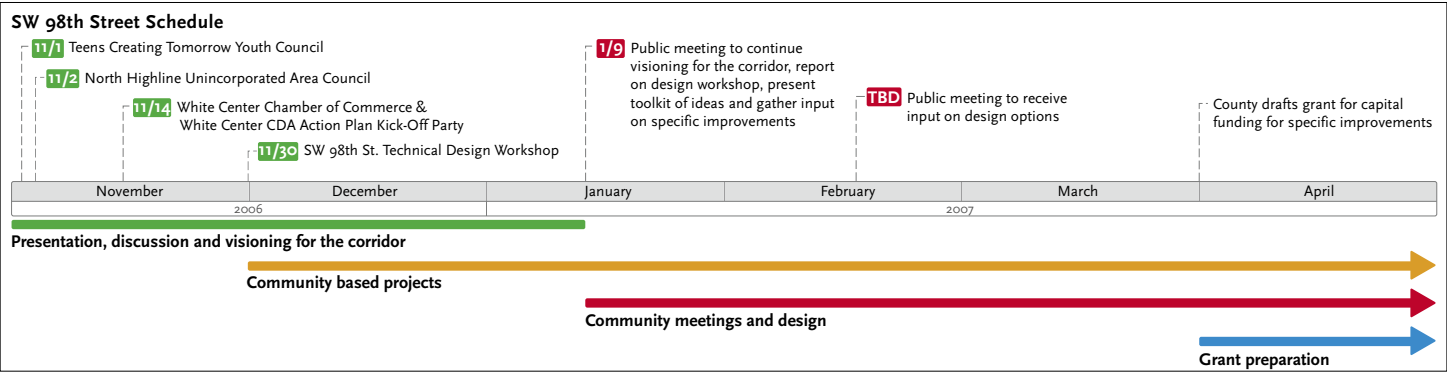 SW 98th Street Schedule
11/1 Teens Creating Tomorrow Youth Council
11/2 North Highline Unincorporated Area Council
11/14 White Center Chamber of Commerce &
White Center CDA Action Plan Kick-Off Party
11/30 SW 98th St. Technical Design Workshop
1/9 Public meeting to continue
visioning for the corridor, report
on design workshop, present
toolkit of ideas and gather input
on specific improvements
TBD Public meeting to receive
input on design options
County drafts grant for capital
funding for specific improvements
November December January February March April
2006 2007
Presentation, discussion and visioning for the corridor
Community based projects
Community meetings and design
Grant preparation